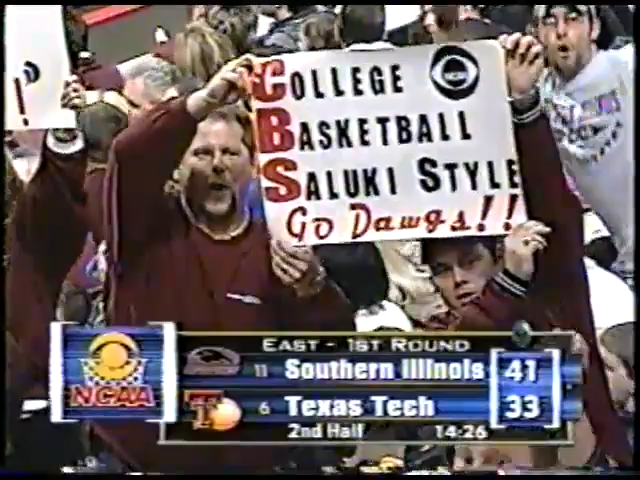 !"
COLLEGE
BASKETBALL
SALUKI STYLE
Go Dawgs!!
NCAA
EAST - 1ST ROUND
11 Southern Illinois 41
6 Texas Tech 33
2nd Half 14:26
NCAA